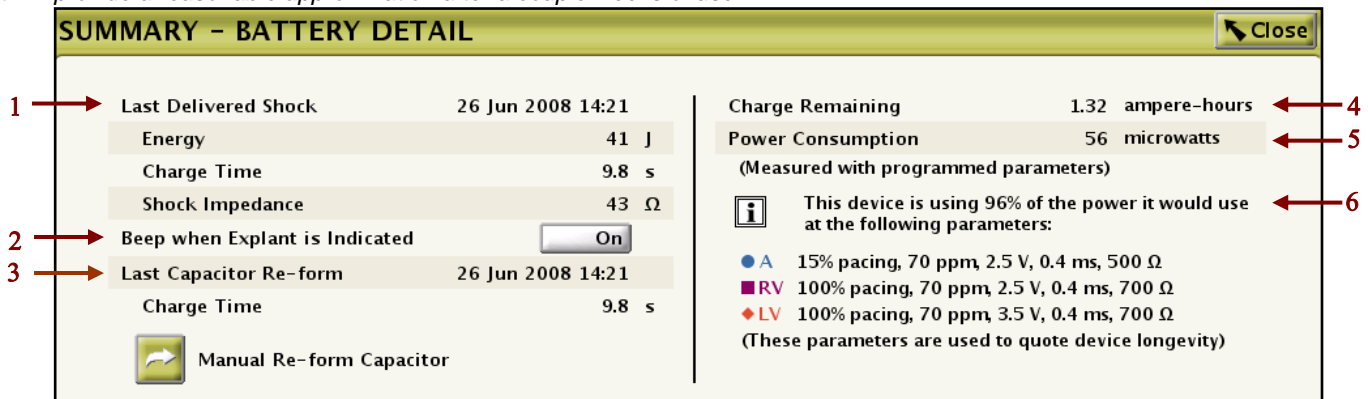 SUMMARY – BATTERY DETAIL
Close
1
Last Delivered Shock 26 Jun 2008 14:21
Energy 41 J
Charge Time 9.8 s
Shock Impedance 43 Ω
2
Beep when Explant is Indicated On
3
Last Capacitor Re–form 26 Jun 2008 14:21
Charge Time 9.8 s
Manual Re–form Capacitor
Charge Remaining 1.32 ampere–hours
4
Power Consumption 56 microwatts
5
(Measured with programmed parameters)
i
This device is using 96% of the power it would use
6
at the following parameters:
A 15% pacing, 70 ppm, 2.5 V, 0.4 ms, 500 Ω
RV 100% pacing, 70 ppm, 2.5 V, 0.4 ms, 700 Ω
LV 100% pacing, 70 ppm, 3.5 V, 0.4 ms, 700 Ω
(These parameters are used to quote device longevity)